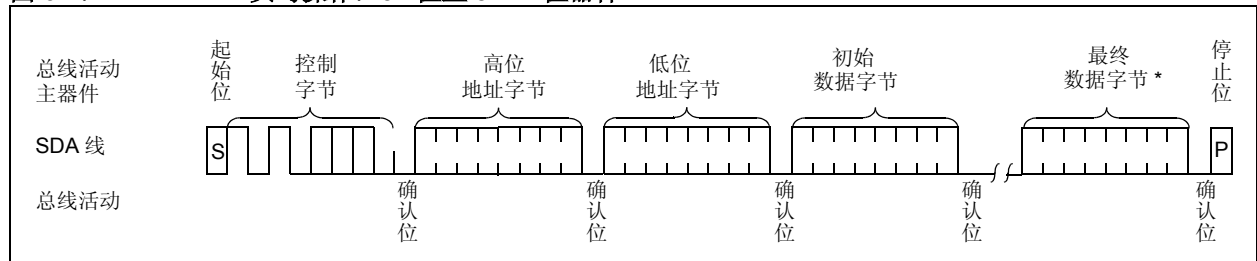 总线活动
主器件
起始位
控制
字节
高位
地址字节
低位
地址字节
初始
数据字节
最终
数据字节 *
停止位
SDA 线
S
P
总线活动
确认位
确认位
确认位
确认位
确认位